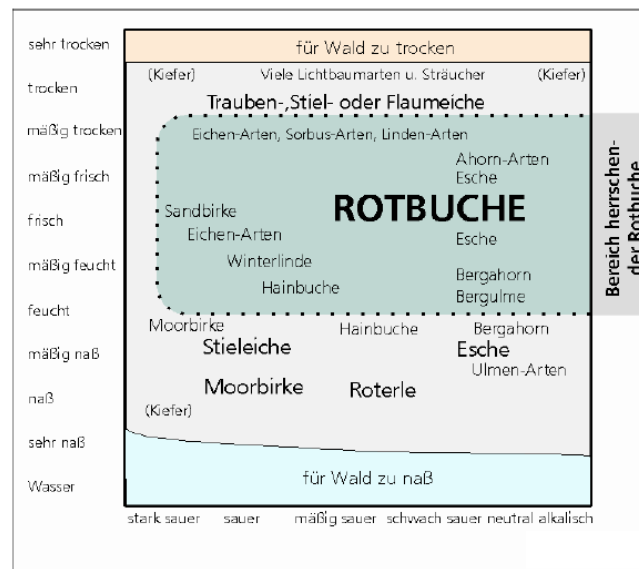 sehr trocken
für Wald zu trocken
(Kiefer) Viele Lichtbaumarten u. Sträucher (Kiefer)
trocken
Trauben-,Stiel- oder Flaumeiche
mäßig trocken
Eichen-Arten, Sorbus-Arten, Linden-Arten
Ahorn-Arten
mäßig frisch
Esche
ROTBUCHE
Sandbirke
frisch
Eichen-Arten
Esche
Winterlinde
mäßig feucht
Bergahorn
Hainbuche
Bergulme
feucht
Moorbirke
Hainbuche
Bergahorn
Stieleiche
Esche
mäßig naß
Ulmen-Arten
Moorbirke
Roterle
naß
(Kiefer)
sehr naß
für Wald zu naß
Wasser
stark sauer sauer mäßig sauer schwach sauer neutral alkalisch
Bereich herrschen-
der Rotbuche